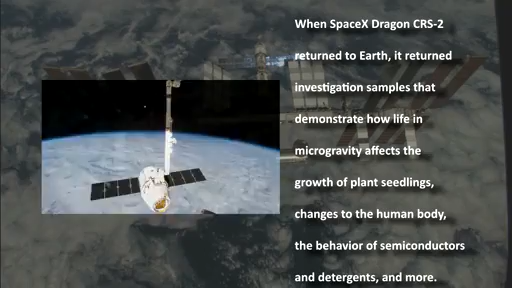 When SpaceX Dragon CRS-2
returned to Earth, it returned
investigation samples that
demonstrate how life in
microgravity affects the
growth of plant seedlings,
changes to the human body,
the behavior of semiconductors
and detergents, and more.